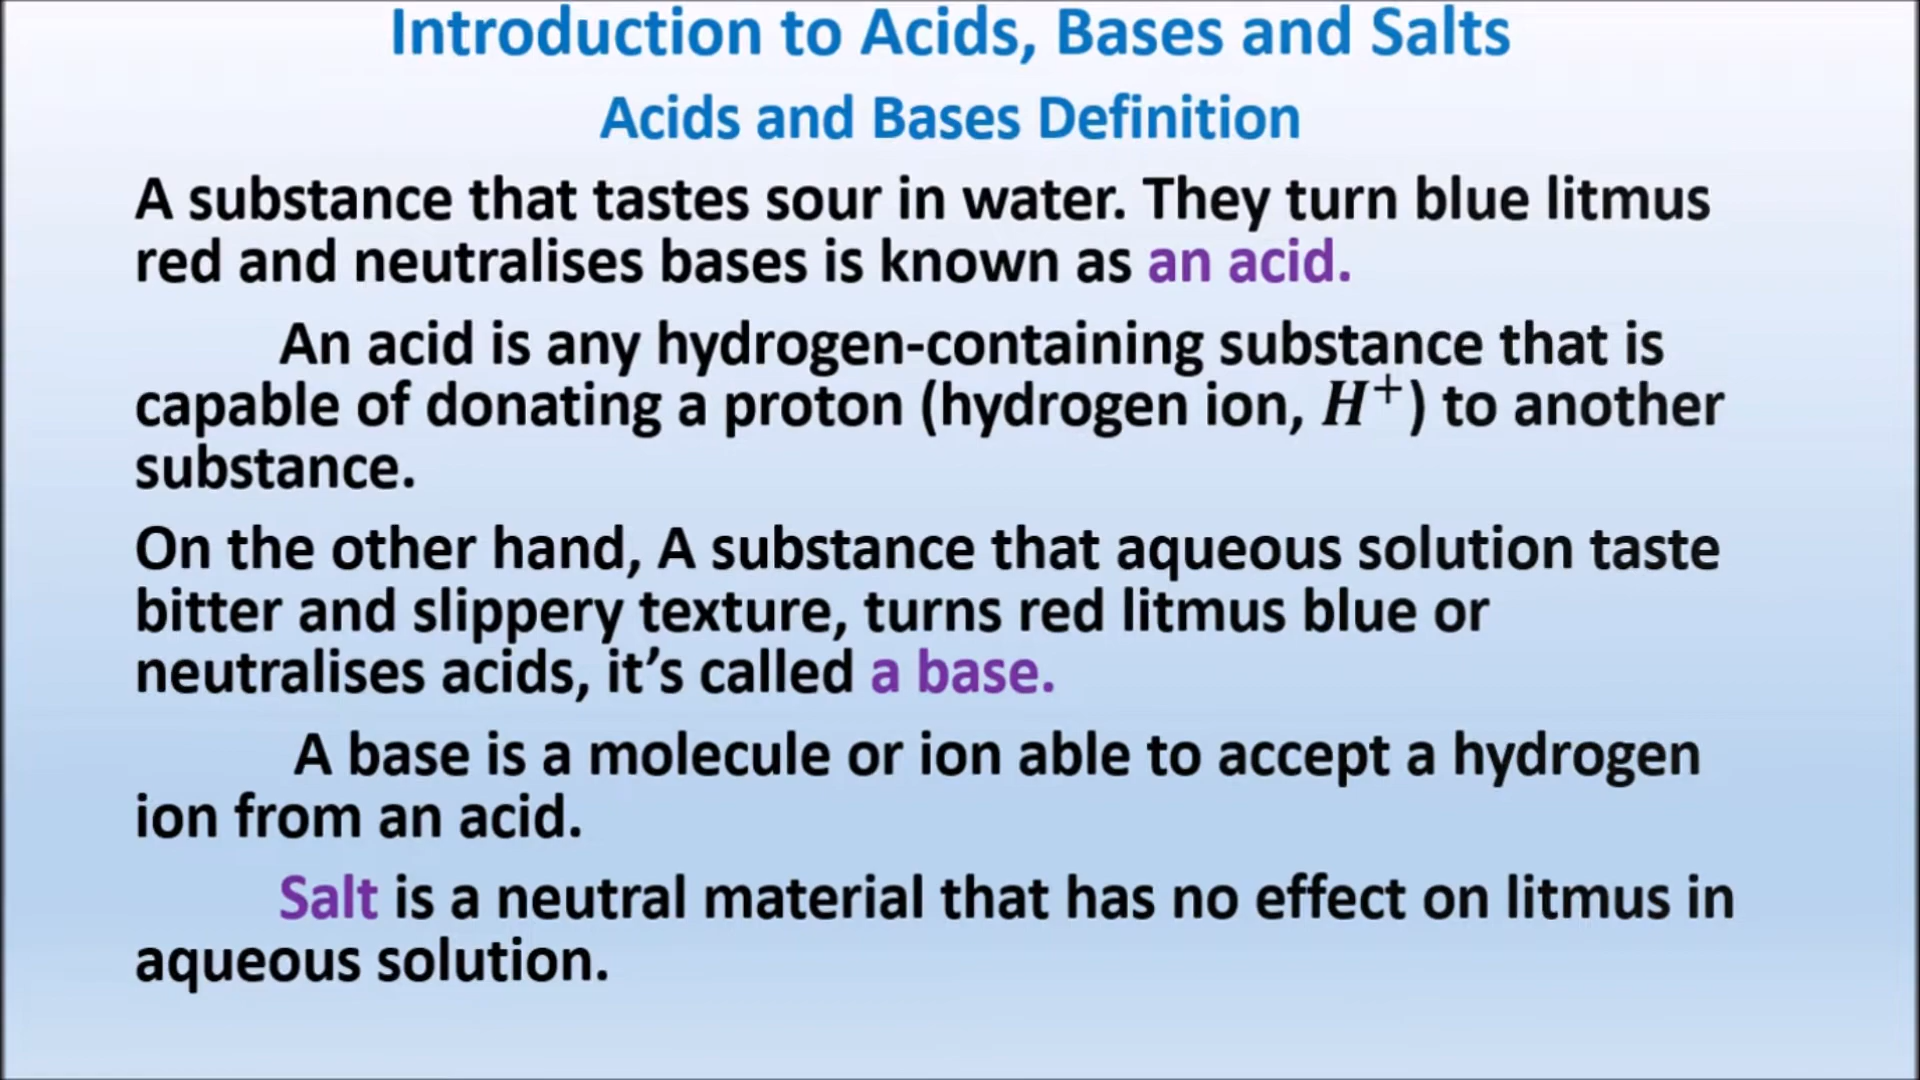 Introduction to Acids, Bases and Salts
Acids and Bases Definition
A substance that tastes sour in water. They turn blue litmus
red and neutralises bases is known as an acid.
An acid is any hydrogen-containing substance that is
capable of donating a proton (hydrogen ion, H⁺) to another
substance.
On the other hand, A substance that aqueous solution taste
bitter and slippery texture, turns red litmus blue or
neutralises acids, it’s called a base.
A base is a molecule or ion able to accept a hydrogen
ion from an acid.
Salt is a neutral material that has no effect on litmus in
aqueous solution.